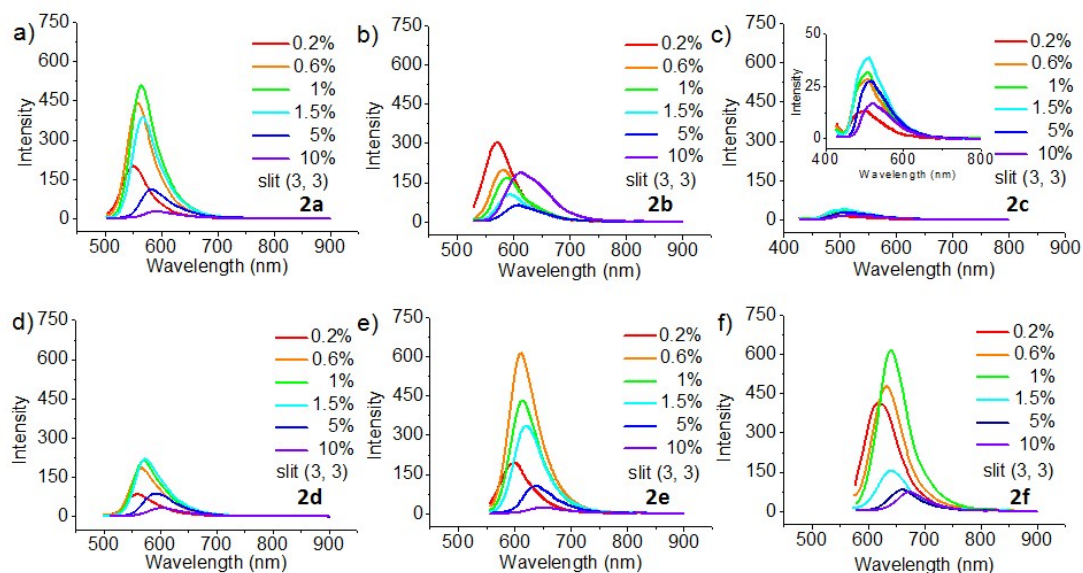 a)
750
600
450
300
150
0
Intensity
500 600 700 800 900
Wavelength (nm)
0.2%
0.6%
1%
1.5%
5%
10%
slit (3, 3)
2a
b)
750
600
450
300
150
0
Intensity
500 600 700 800 900
Wavelength (nm)
0.2%
0.6%
1%
1.5%
5%
10%
slit (3, 3)
2b
c)
750
600
450
300
150
0
Intensity
400 500 600 700 800 900
Wavelength (nm)
50
25
0
Intensity
400 600 800
Wavelength (nm)
0.2%
0.6%
1%
1.5%
5%
10%
slit (3, 3)
2c
d)
750
600
450
300
150
0
Intensity
500 600 700 800 900
Wavelength (nm)
0.2%
0.6%
1%
1.5%
5%
10%
slit (3, 3)
2d
e)
750
600
450
300
150
0
Intensity
500 600 700 800 900
Wavelength (nm)
0.2%
0.6%
1%
1.5%
5%
10%
slit (3, 3)
2e
f)
750
600
450
300
150
0
Intensity
500 600 700 800 900
Wavelength (nm)
0.2%
0.6%
1%
1.5%
5%
10%
slit (3, 3)
2f